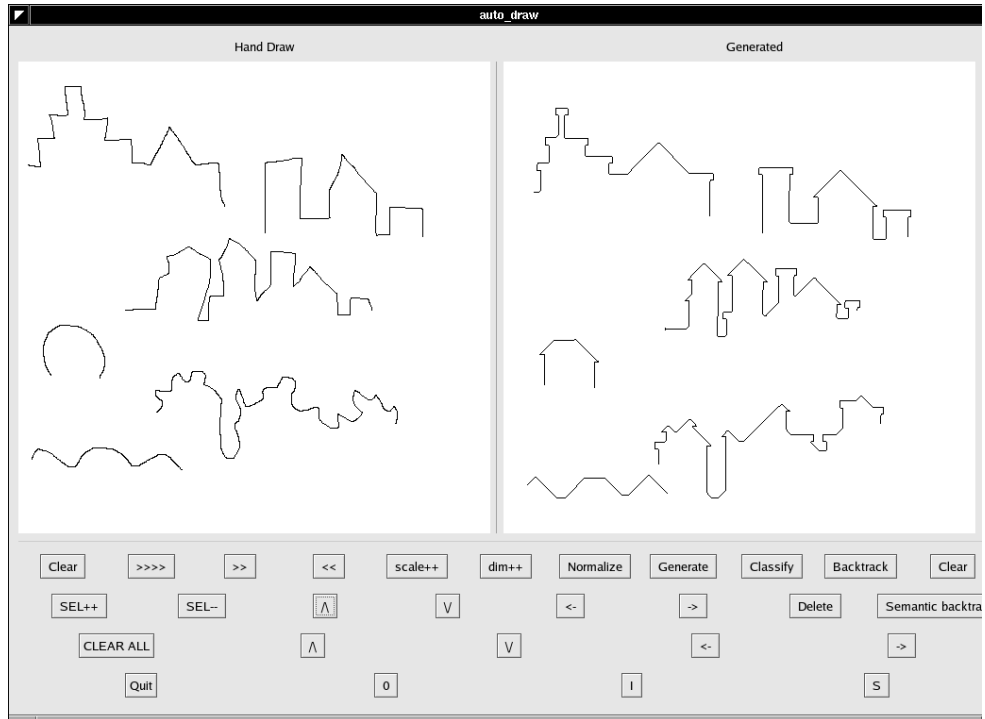 auto_draw
Hand Draw Generated
Clear >>>> >> << scale++ dim++ Normalize Generate Classify Backtrack Clear
SEL++ SEL-- /\ \/ <- -> Delete Semantic backtra
CLEAR ALL /\ \/ <- ->
Quit 0 I S